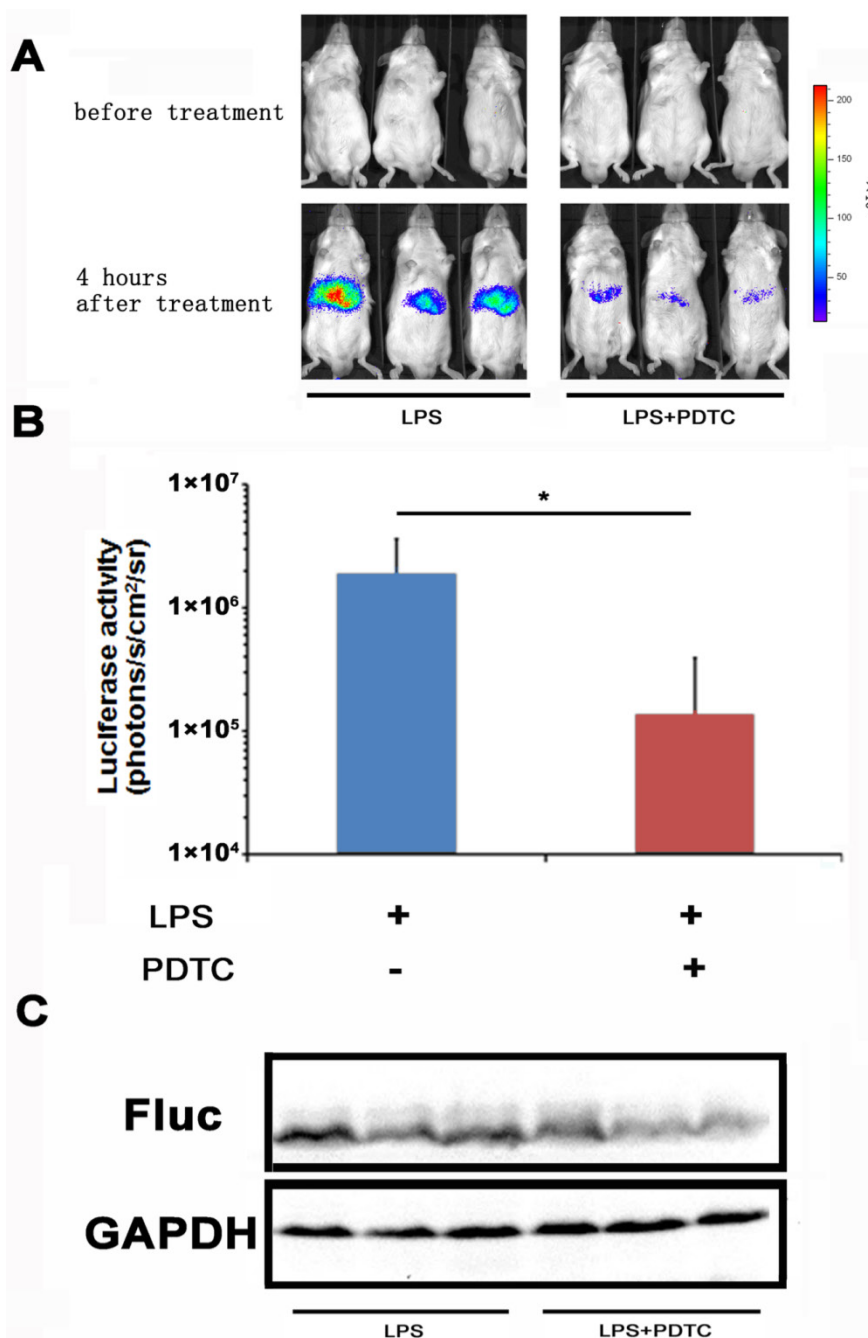 A
before treatment
4 hours
after treatment
200
150
100
50
LPS
LPS+PDTC
B
Luciferase activity
(photons/s/cm²/sr)
1×10⁷
1×10⁶
1×10⁵
1×10⁴
*
LPS + +
PDTC - +
C
Fluc
GAPDH
LPS
LPS+PDTC